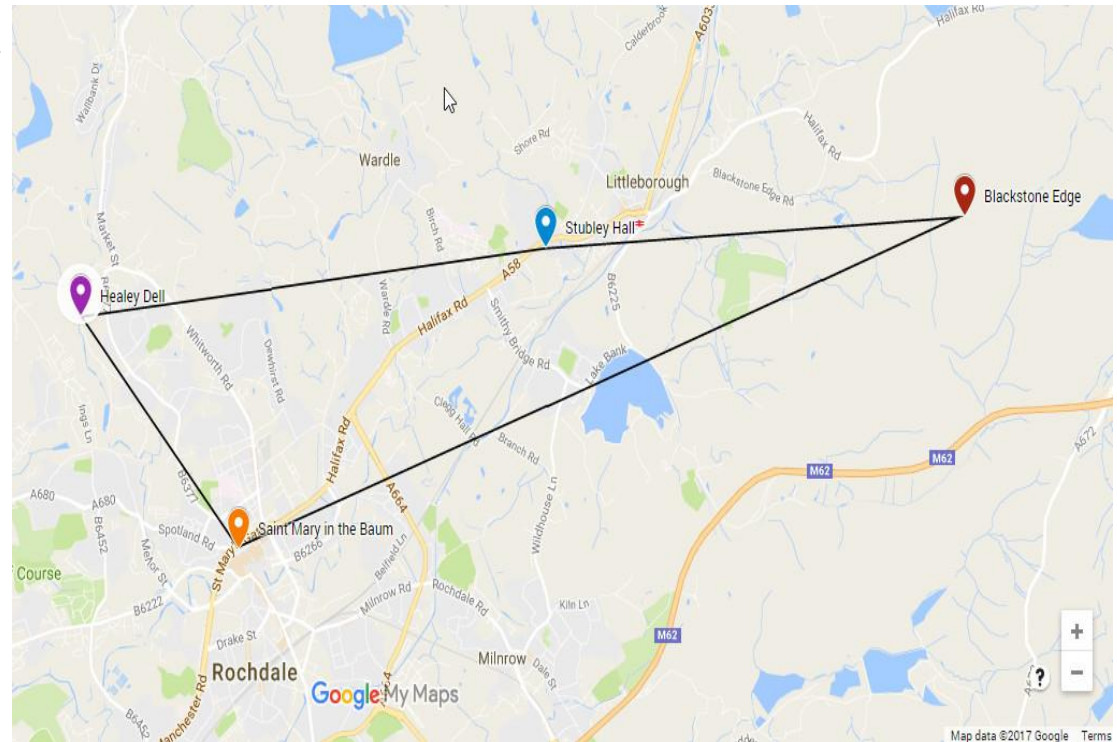 Halifax Rd
A6033
Calderbrook
Wallbank Dr
Halifax Rd
Shore Rd
Wardle
Littleborough
Blackstone Edge Rd
Blackstone Edge
Birch Rd
Stubley Hall
Market St
A58
B6225
Healey Dell
Wardle Rd
Halifax Rd
Smithy Bridge Rd
Whitworth Rd
Dewhirst Rd
Lake Bank
Ings Ln
Clegg Hall Rd
Branch Rd
A672
M62
M62
Halifax Rd
B6371
A680
A680
A664
Wildhouse Ln
B6452
Spotland Rd
Saint Mary in the Baum
St Mary's Gate
B6266
Belfield Ln
Course
Manor St
B6222
Milnrow Rd
Rochdale Rd
Kiln Ln
Drake St
M62
Rochdale
Milnrow
Dale St
Manchester Rd
B6452
Google My Maps
+
?
−
Map data ©2017 Google Terms